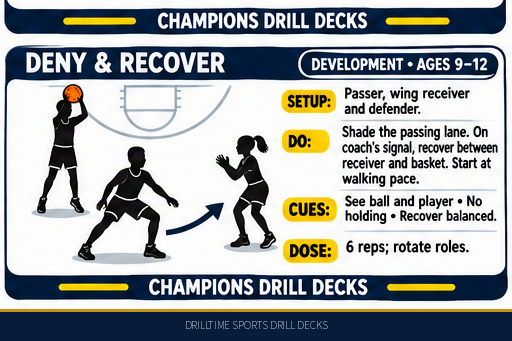 CHAMPIONS DRILL DECKS
DENY & RECOVER
DEVELOPMENT • AGES 9–12
SETUP:
Passer, wing receiver
and defender.
DO:
Shade the passing lane. On
coach's signal, recover between
receiver and basket. Start at
walking pace.
CUES:
See ball and player • No
holding • Recover balanced.
DOSE:
6 reps; rotate roles.
CHAMPIONS DRILL DECKS
DRILLTIME SPORTS DRILL DECKS